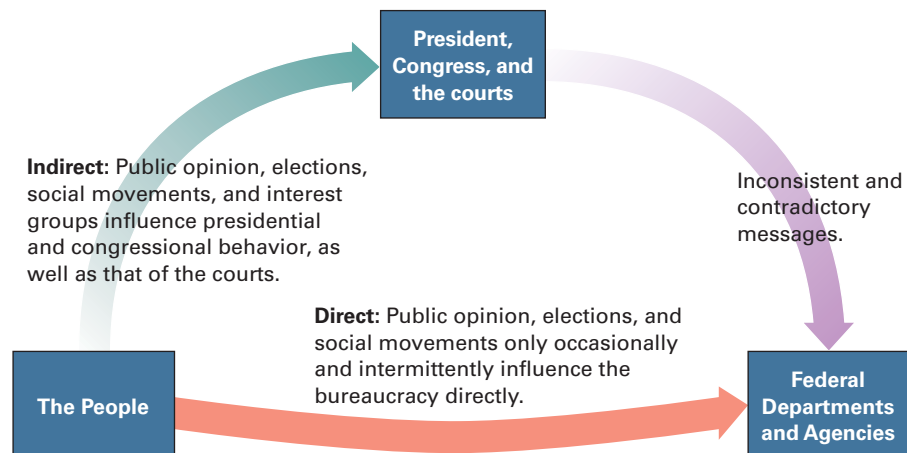 President,
Congress, and
the courts
Indirect: Public opinion, elections,
social movements, and interest
groups influence presidential
and congressional behavior, as
well as that of the courts.
Inconsistent and
contradictory
messages.
Direct: Public opinion, elections, and
social movements only occasionally
and intermittently influence the
bureaucracy directly.
The People
Federal
Departments
and Agencies